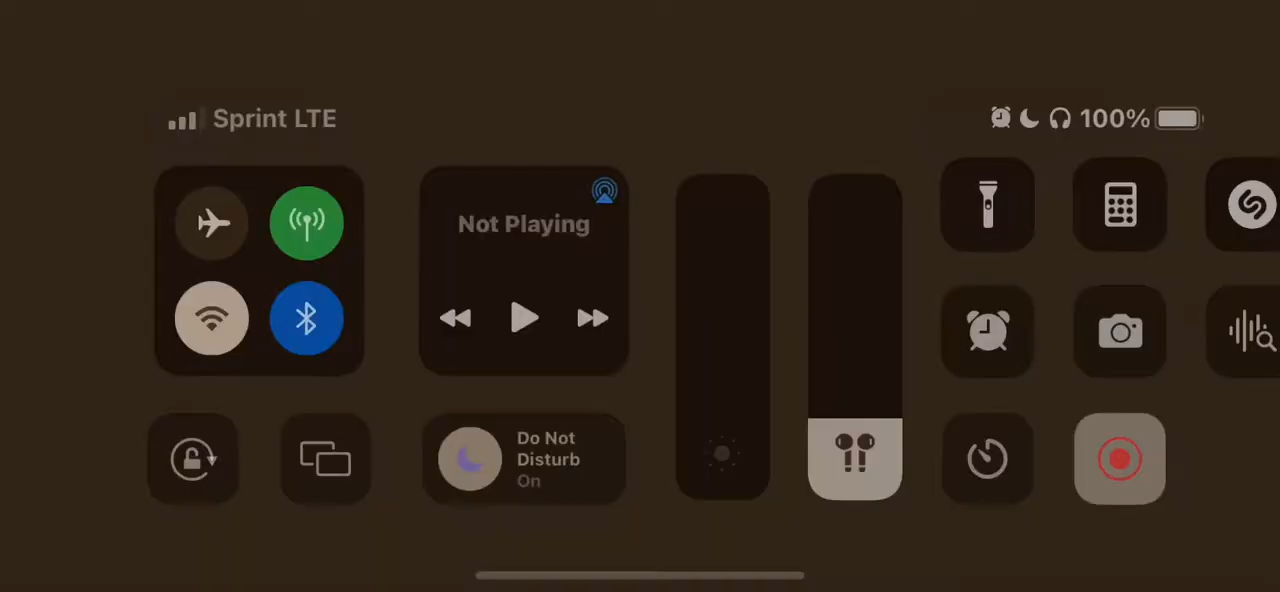 Sprint LTE
100%
Not Playing
Do Not
Disturb
On